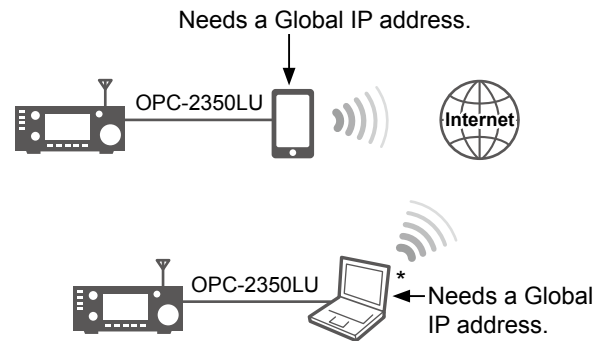 Needs a Global IP address.
OPC-2350LU
Internet
OPC-2350LU
*
Needs a Global
IP address.